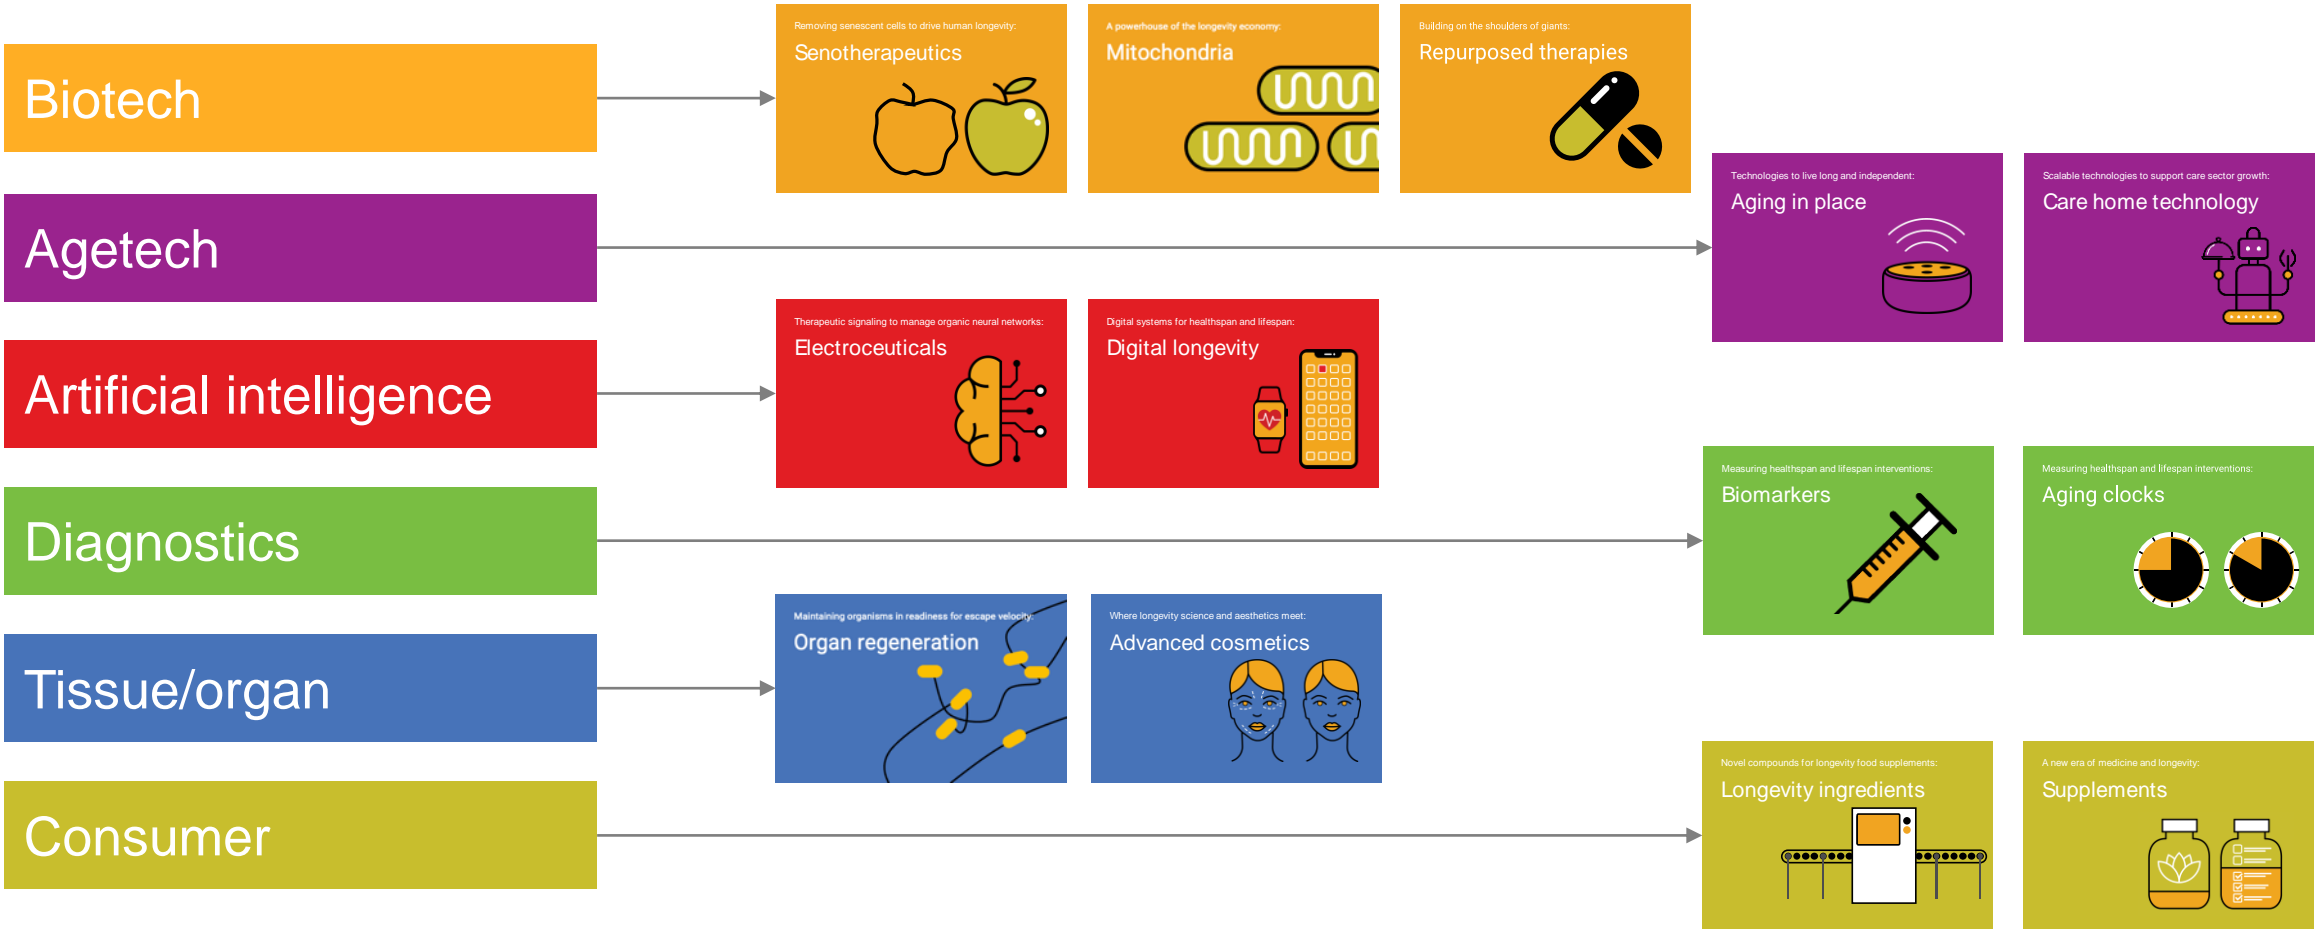 Biotech
Removing senescent cells to drive human longevity:
Senotherapeutics
A powerhouse of the longevity economy:
Mitochondria
Building on the shoulders of giants:
Repurposed therapies
Agetech
Technologies to live long and independent:
Aging in place
Scalable technologies to support care sector growth:
Care home technology
Artificial intelligence
Therapeutic signaling to manage organic neural networks:
Electroceuticals
Digital systems for healthspan and lifespan:
Digital longevity
Diagnostics
Measuring healthspan and lifespan interventions:
Biomarkers
Measuring healthspan and lifespan interventions:
Aging clocks
Tissue/organ
Maintaining organisms in readiness for escape velocity:
Organ regeneration
Where longevity science and aesthetics meet:
Advanced cosmetics
Consumer
Novel compounds for longevity food supplements:
Longevity ingredients
A new era of medicine and longevity:
Supplements